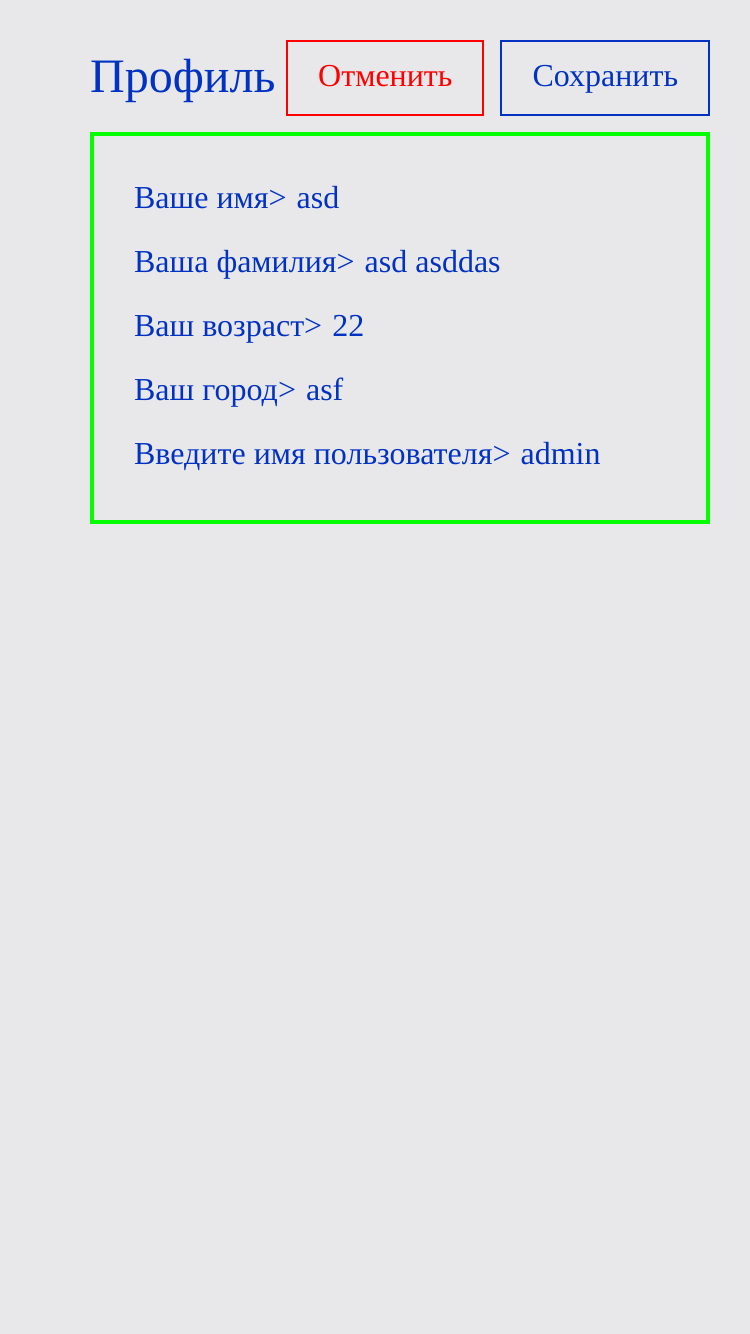 Профиль Отменить Сохранить
Ваше имя> asd
Ваша фамилия> asd asddas
Ваш возраст> 22
Ваш город> asf
Введите имя пользователя> admin